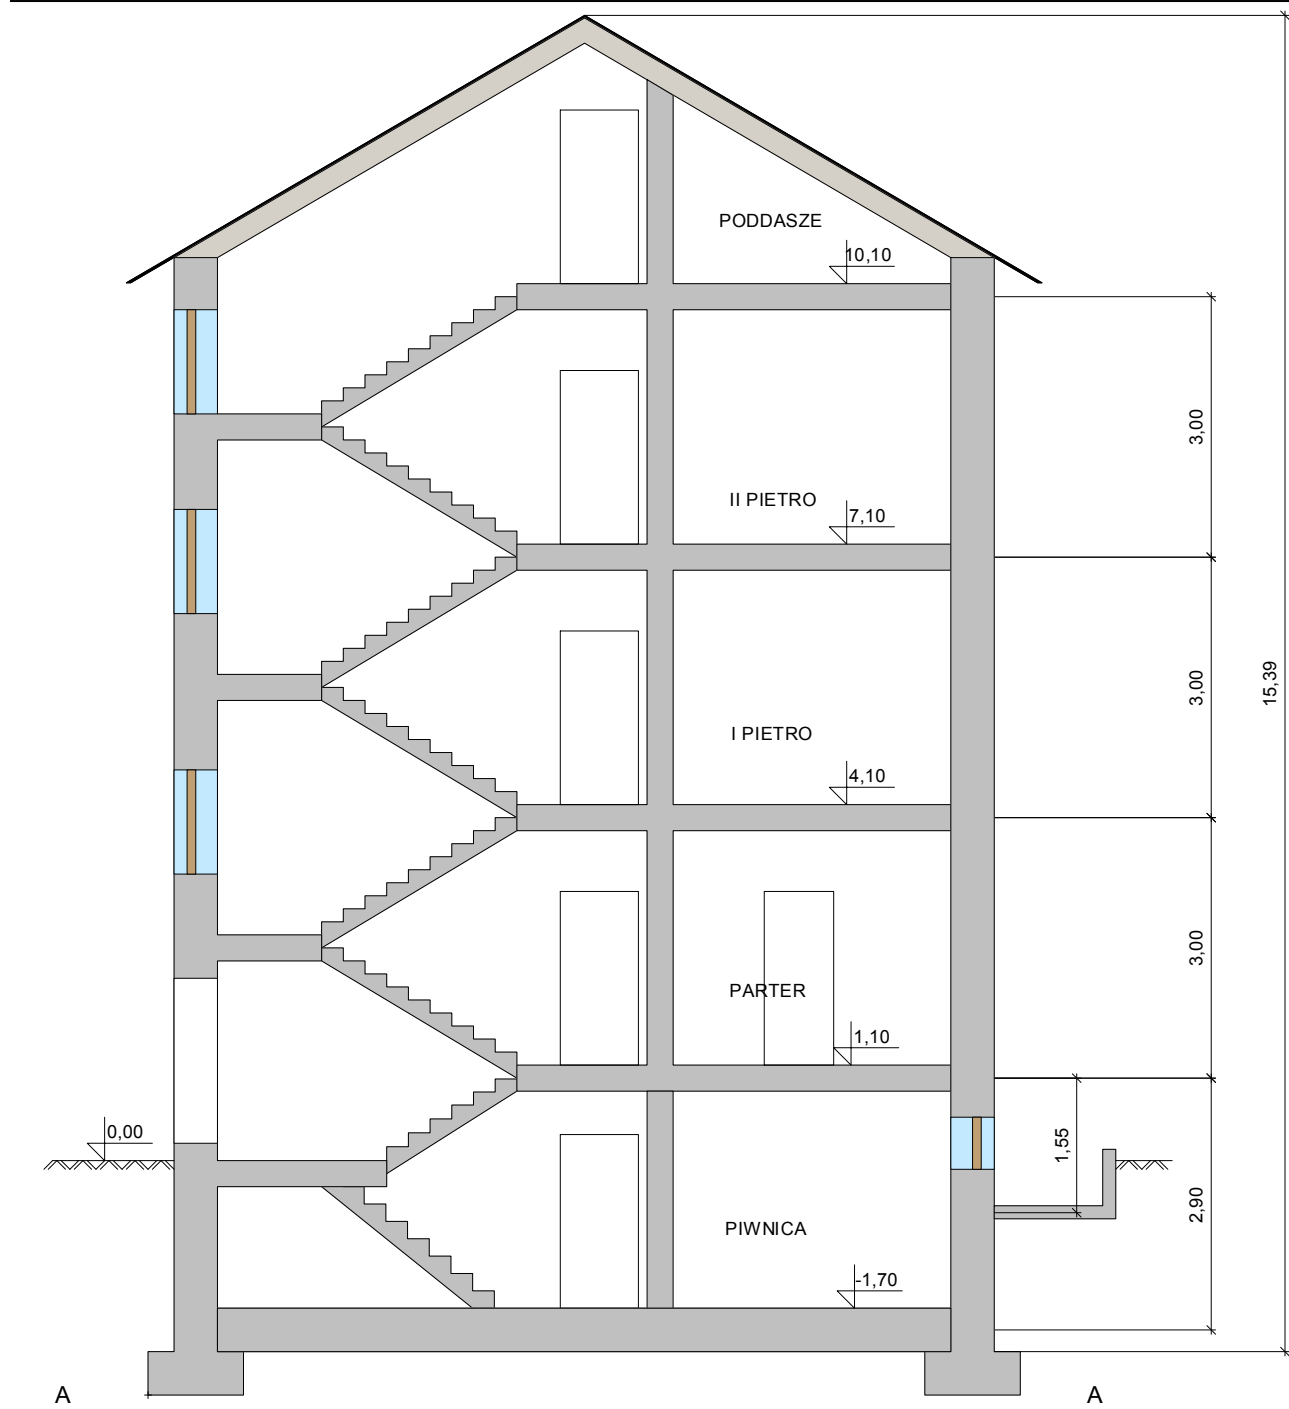 PODDASZE
10,10
3,00
II PIETRO
7,10
15,39
3,00
I PIETRO
4,10
3,00
PARTER
1,10
0,00
1,55
2,90
PIWNICA
-1,70
A
A